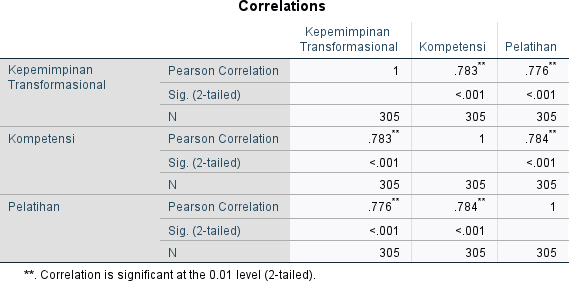 Correlations
Kepemimpinan
Transformasional Kompetensi Pelatihan
Kepemimpinan Transformasional Pearson Correlation 1 .783** .776**
Sig. (2-tailed) <.001 <.001
N 305 305 305
Kompetensi Pearson Correlation .783** 1 .784**
Sig. (2-tailed) <.001 <.001
N 305 305 305
Pelatihan Pearson Correlation .776** .784** 1
Sig. (2-tailed) <.001 <.001
N 305 305 305
**. Correlation is significant at the 0.01 level (2-tailed).